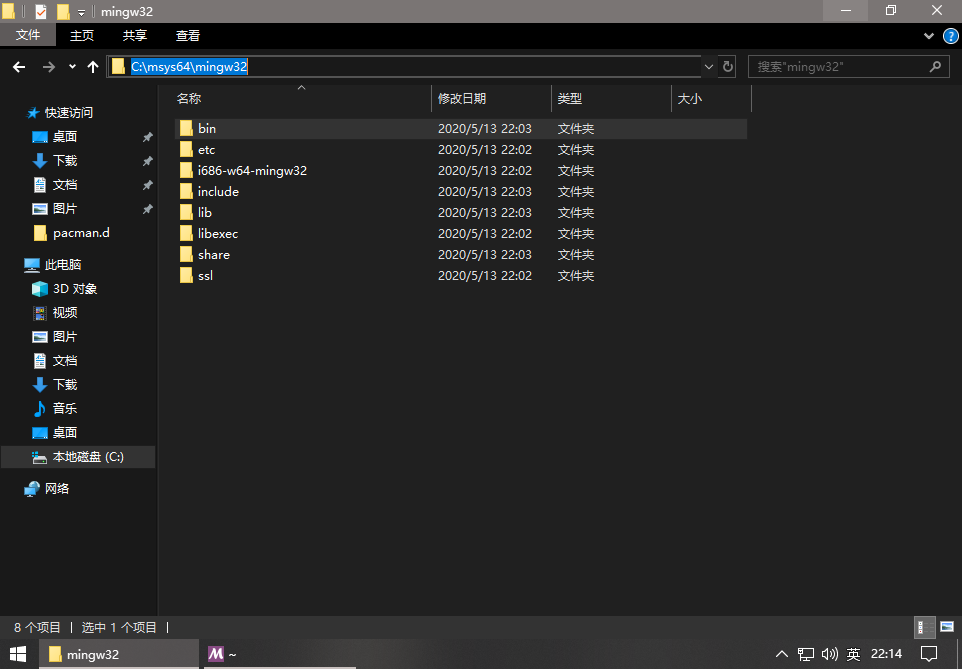 mingw32
文件 主页 共享 查看
C:\msys64\mingw32 搜索"mingw32"
名称 修改日期 类型 大小
快速访问
桌面
下载
文档
图片
pacman.d
此电脑
3D 对象
视频
图片
文档
下载
音乐
桌面
本地磁盘 (C:)
网络
bin 2020/5/13 22:03 文件夹
etc 2020/5/13 22:02 文件夹
i686-w64-mingw32 2020/5/13 22:02 文件夹
include 2020/5/13 22:03 文件夹
lib 2020/5/13 22:03 文件夹
libexec 2020/5/13 22:02 文件夹
share 2020/5/13 22:03 文件夹
ssl 2020/5/13 22:02 文件夹
8 个项目 选中 1 个项目
mingw32 M ~ 英 22:14